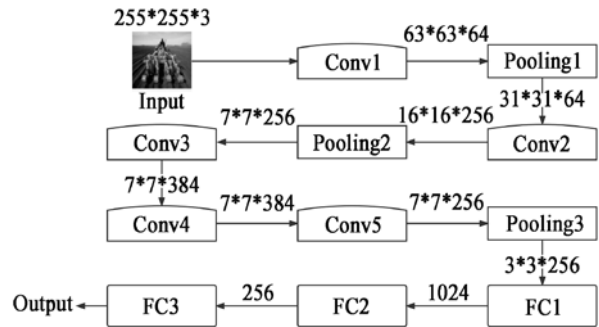 255*255*3
Input
Conv1
63*63*64
Pooling1
31*31*64
Conv2
16*16*256
Pooling2
7*7*256
Conv3
7*7*384
Conv4
7*7*384
Conv5
7*7*256
Pooling3
3*3*256
FC1
1024
FC2
256
FC3
Output